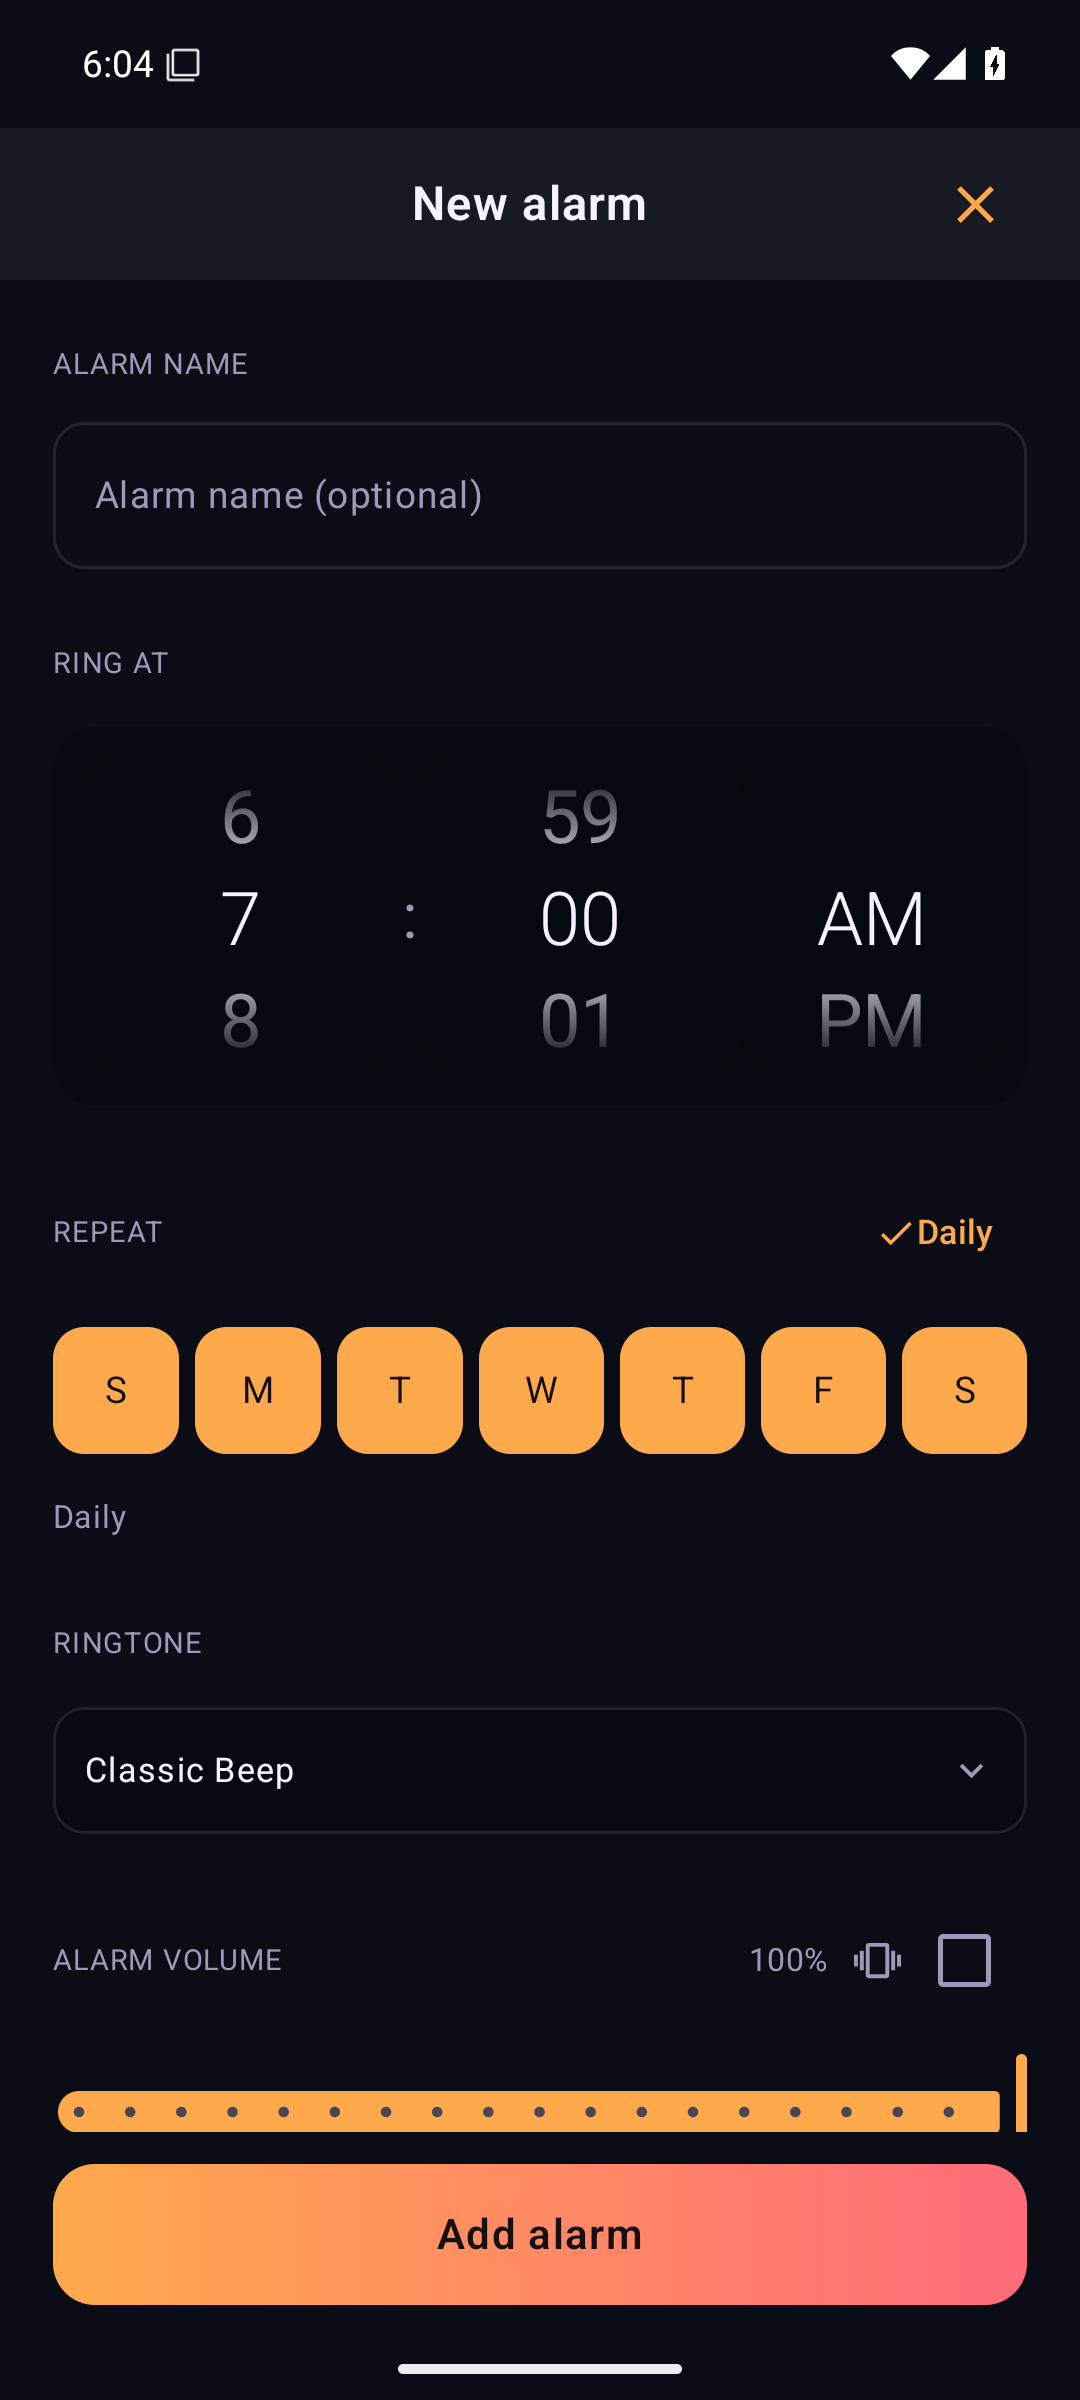 6:04
New alarm
ALARM NAME
Alarm name (optional)
RING AT
6 59
7 : 00 AM
8 01 PM
REPEAT Daily
S M T W T F S
Daily
RINGTONE
Classic Beep
ALARM VOLUME 100%
Add alarm